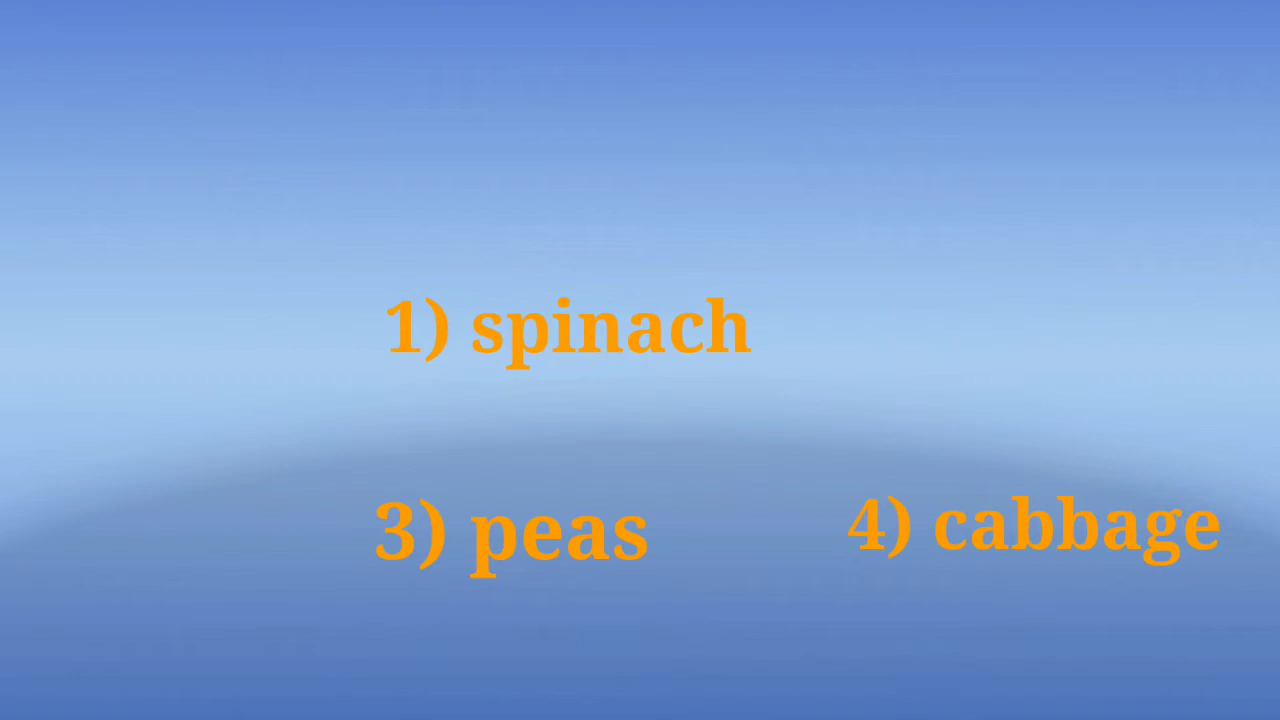 1) spinach
3) peas
4) cabbage